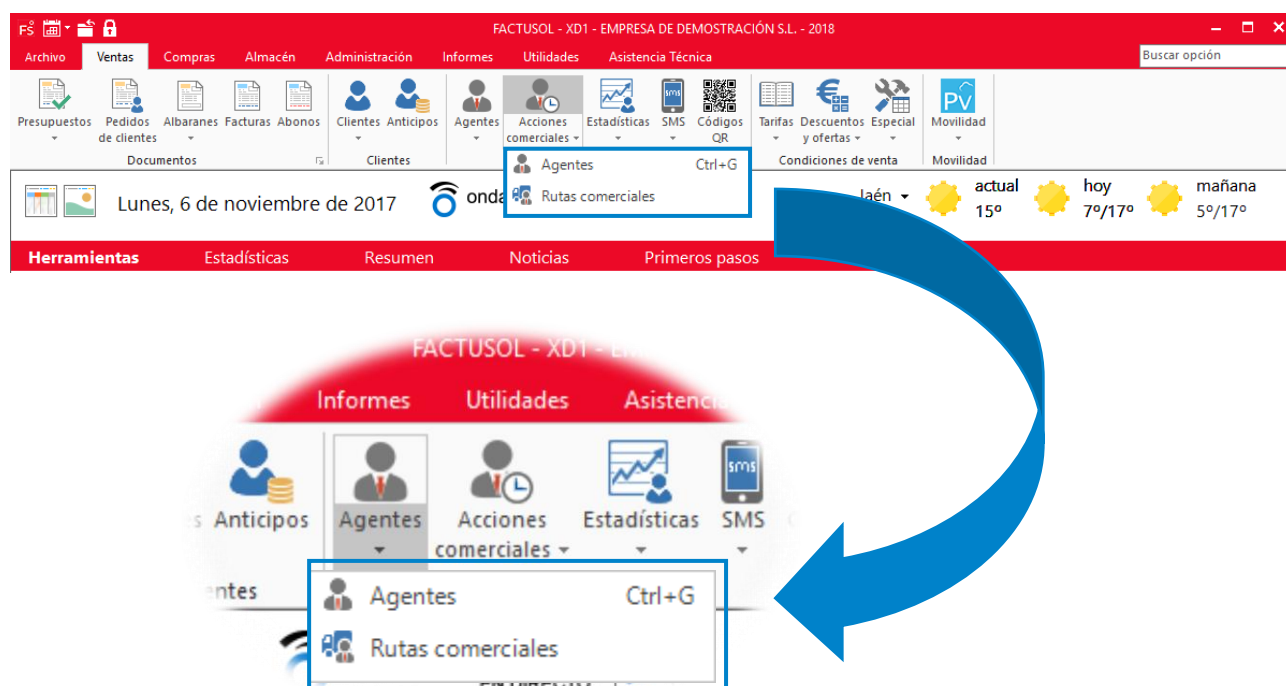 FACTUSOL - XD1 - EMPRESA DE DEMOSTRACIÓN S.L. - 2018
Archivo Ventas Compras Almacén Administración Informes Utilidades Asistencia Técnica Buscar opción
Presupuestos Pedidos de clientes Albaranes Facturas Abonos Clientes Anticipos Agentes Acciones comerciales Estadísticas SMS Códigos QR Tarifas Descuentos y ofertas Especial Movilidad
Documentos Clientes Condiciones de venta Movilidad
Agentes Ctrl+G
Rutas comerciales
Lunes, 6 de noviembre de 2017 onda Jaén actual 15º hoy 7º/17º mañana 5º/17º
Herramientas Estadísticas Resumen Noticias Primeros pasos
FACTUSOL - XD1
Informes Utilidades Asistencia
Anticipos Agentes Acciones comerciales Estadísticas SMS
entes
Agentes Ctrl+G
Rutas comerciales